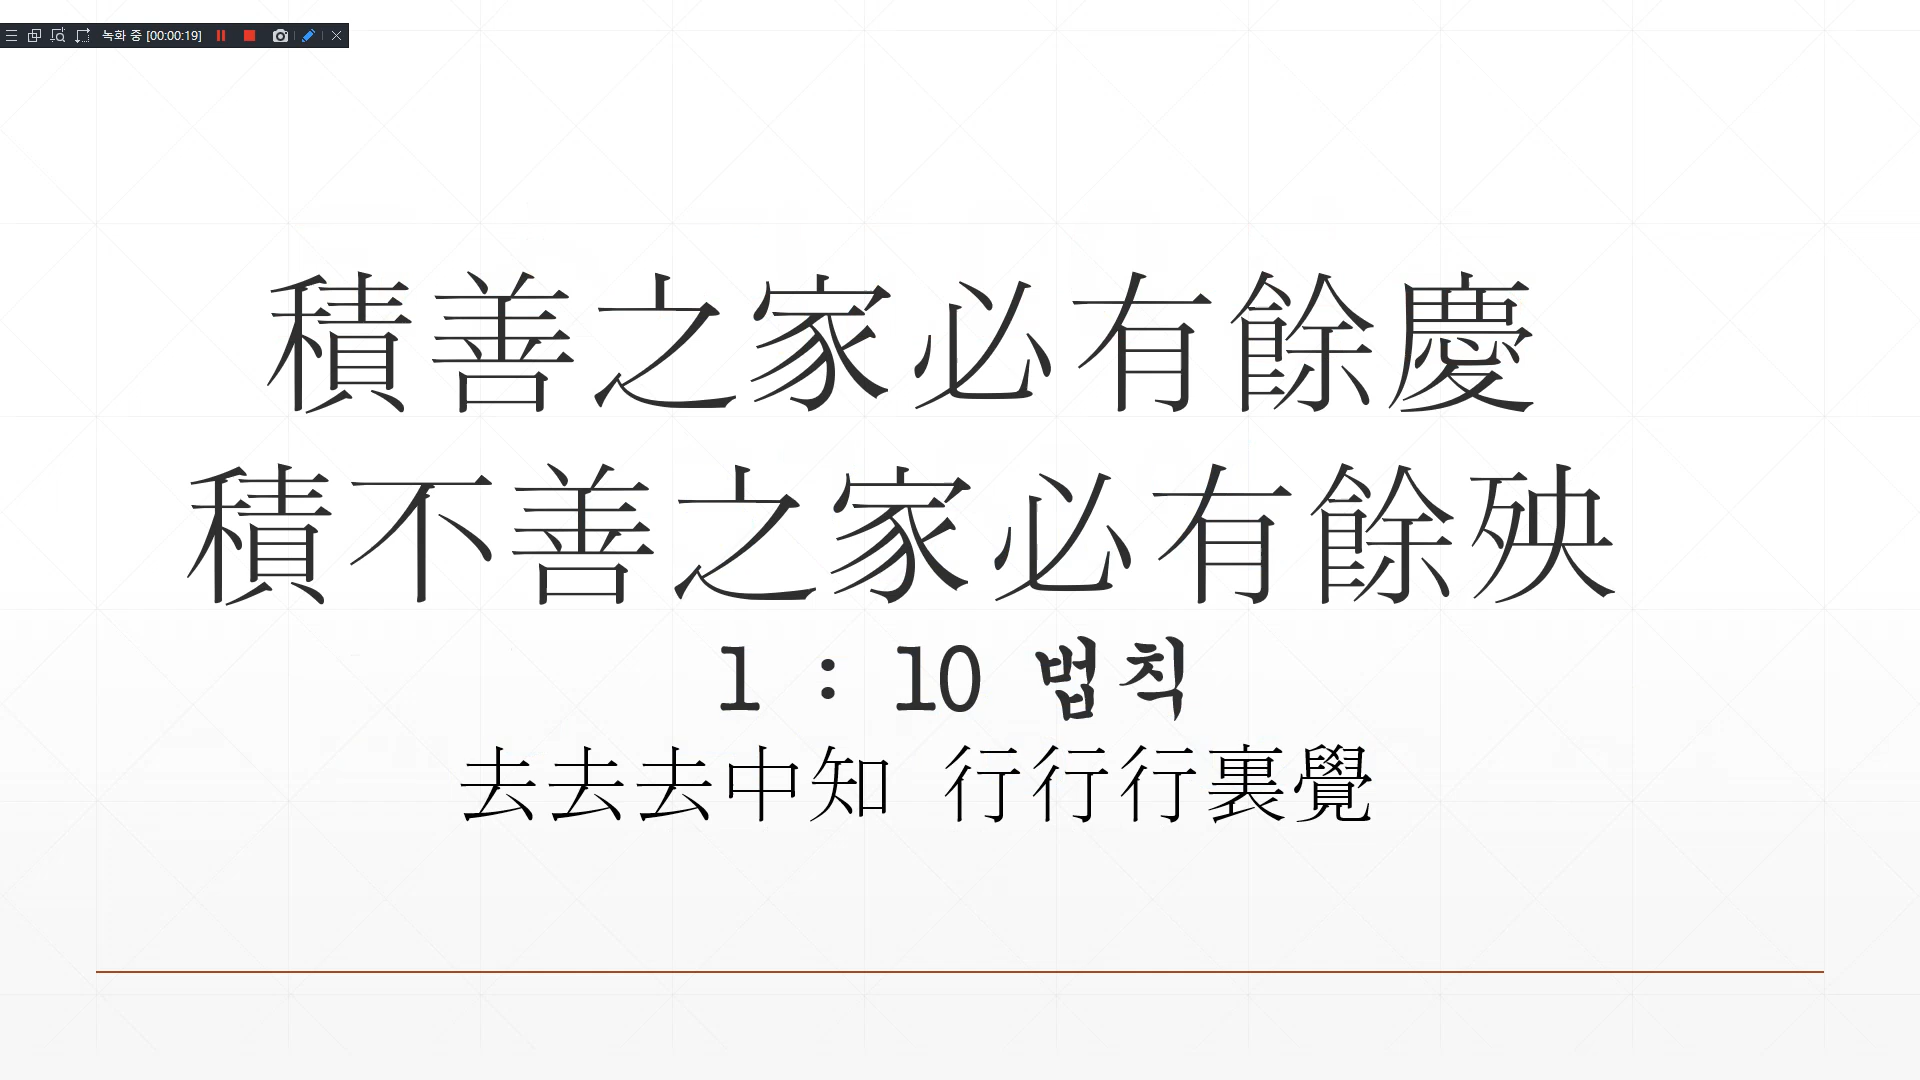 녹화 중 [00:00:19]
積善之家必有餘慶
積不善之家必有餘殃
1 : 10 법칙
去去去中知 行行行裏覺